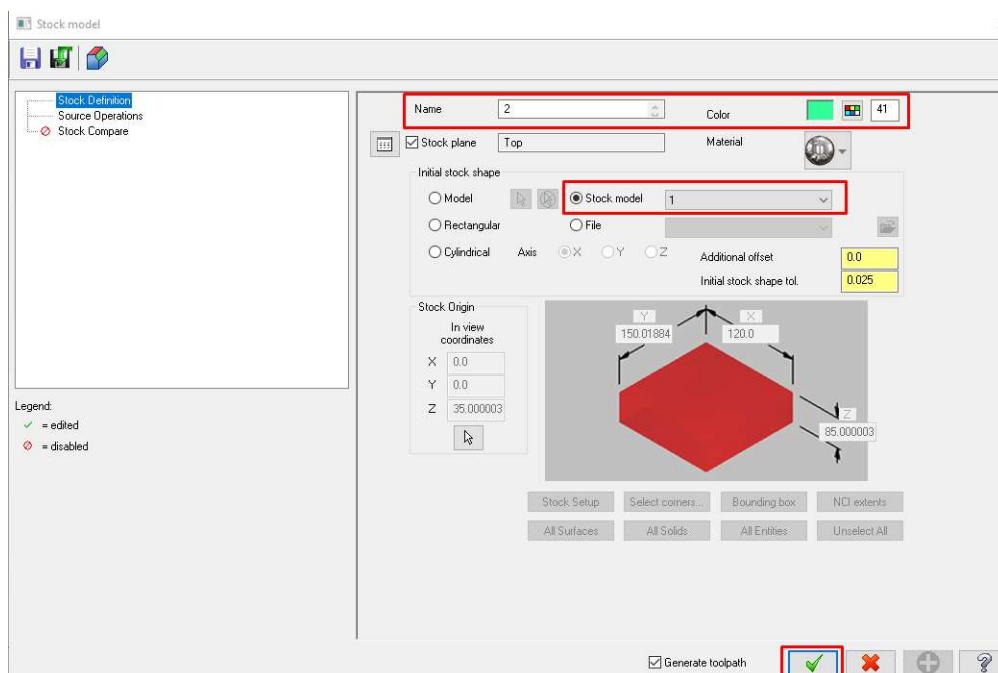 Stock model
Stock Definition
Source Operations
Stock Compare
Legend:
= edited
= disabled
Name 2 Color 41
Stock plane Top Material
Initial stock shape
Model Stock model 1
Rectangular File
Cylindrical Axis X Y Z Additional offset 0.0
Initial stock shape tol. 0.025
Stock Origin
In view
coordinates
X 0.0
Y 0.0
Z 35.000003
Y X
150.01884 120.0
Z
85.000003
Stock Setup Select corners... Bounding box NCI extents
All Surfaces All Solids All Entities Unselect All
Generate toolpath